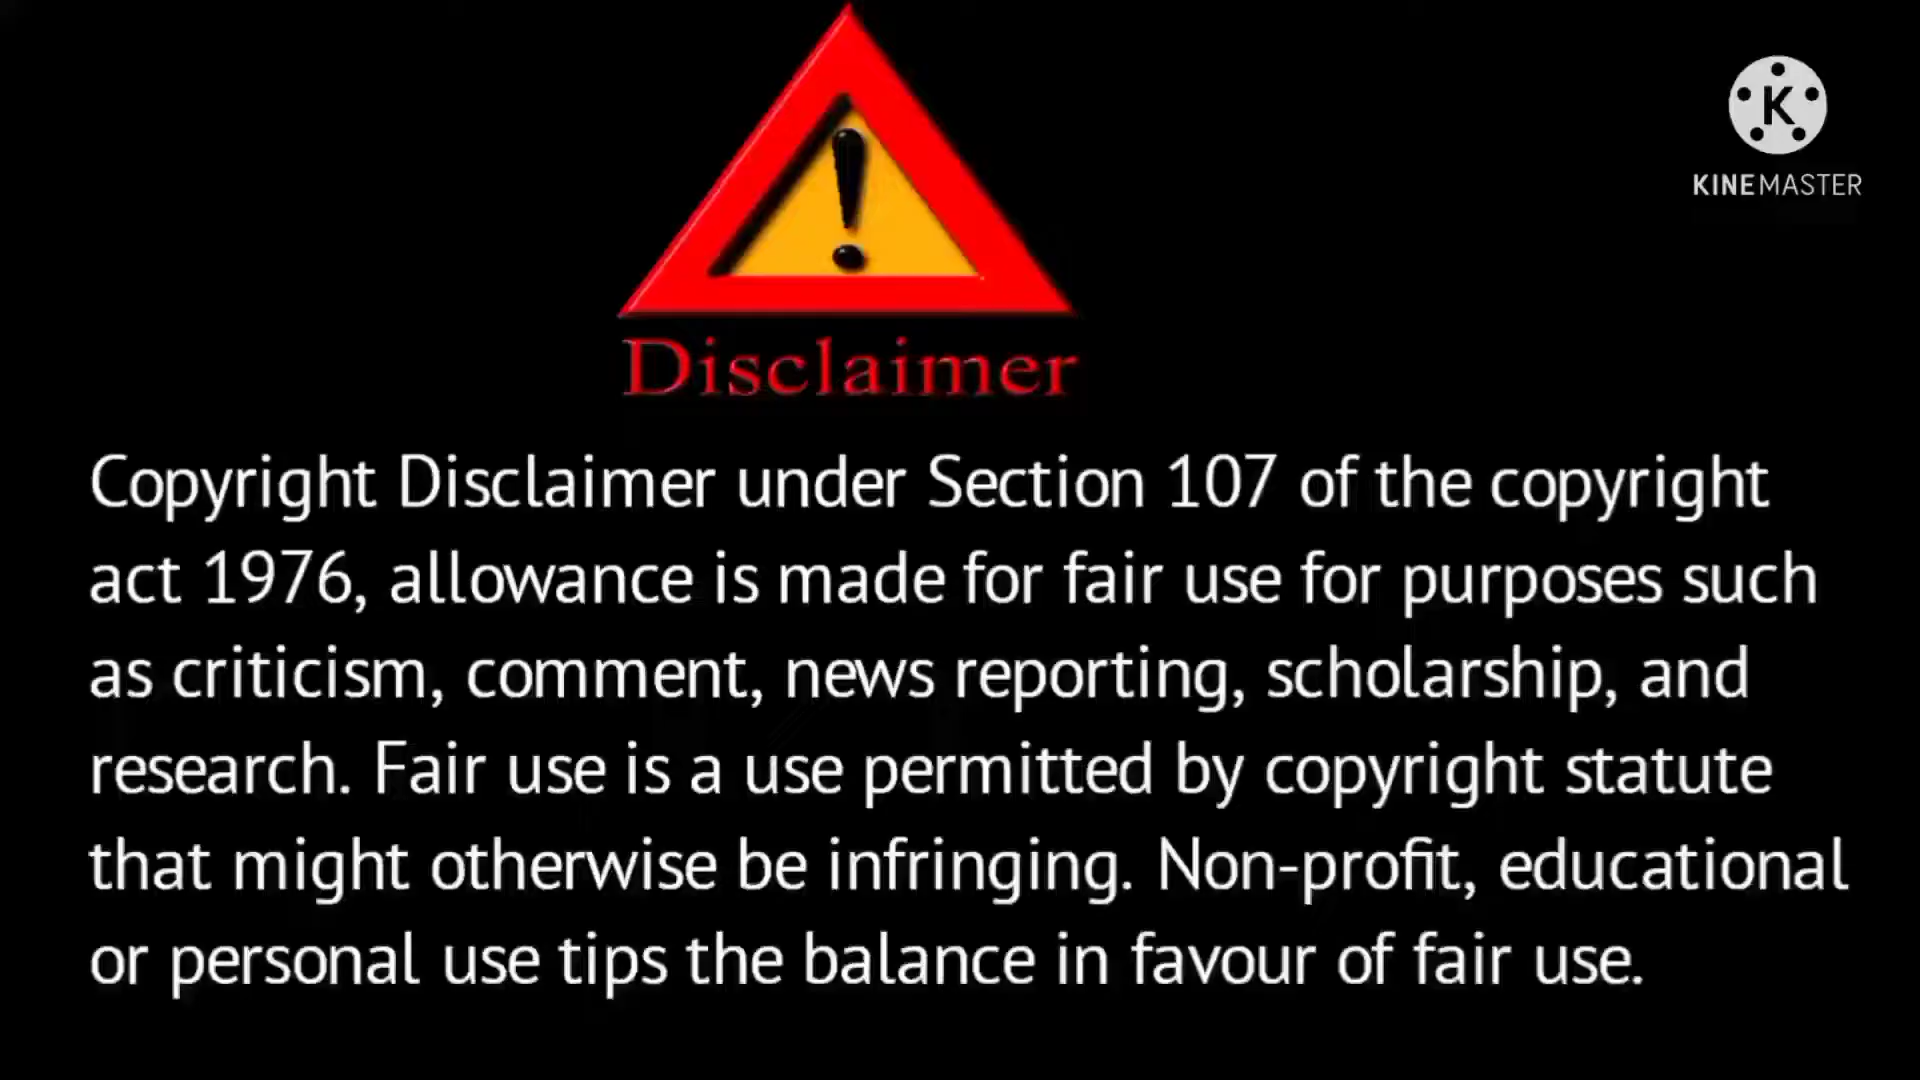 K
KINEMASTER
Disclaimer
Copyright Disclaimer under Section 107 of the copyright
act 1976, allowance is made for fair use for purposes such
as criticism, comment, news reporting, scholarship, and
research. Fair use is a use permitted by copyright statute
that might otherwise be infringing. Non-profit, educational
or personal use tips the balance in favour of fair use.